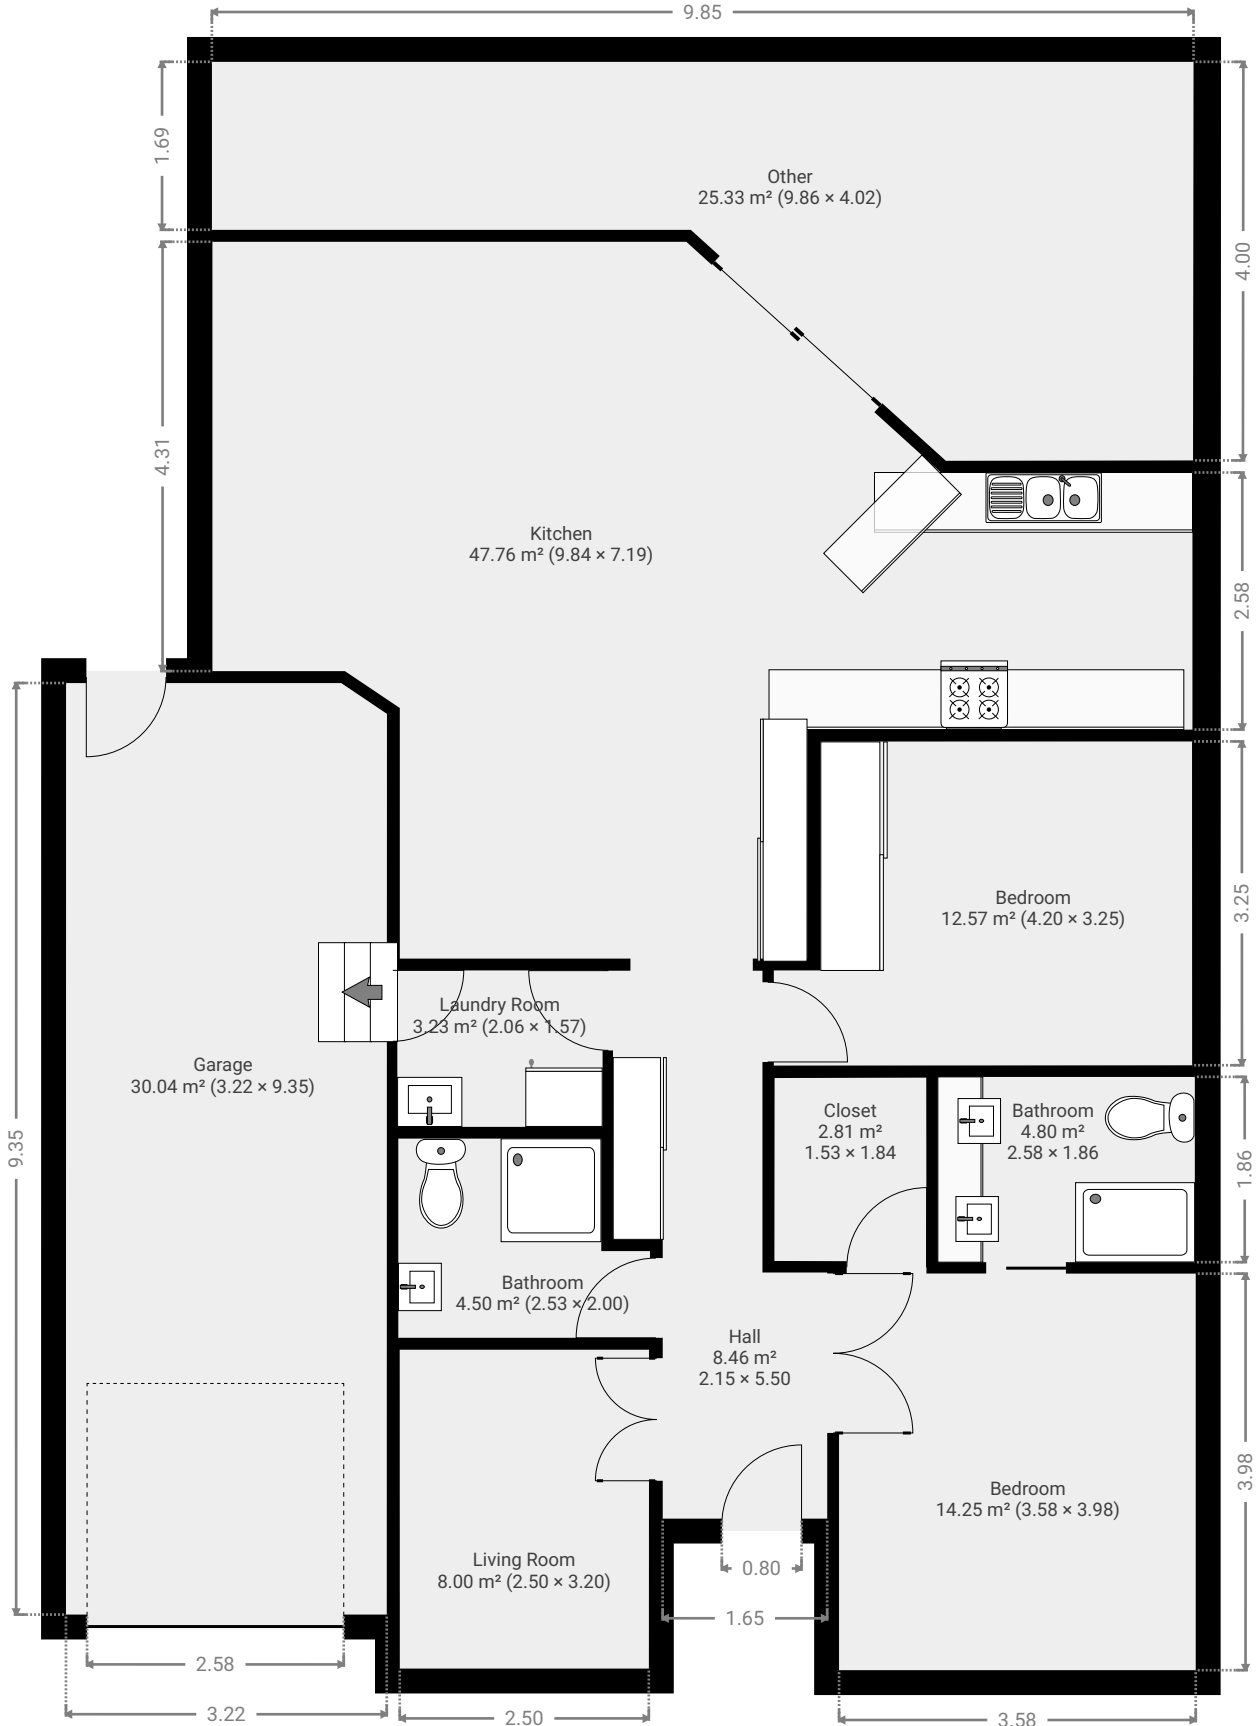 9.85
1.69
Other
25.33 m² (9.86 × 4.02)
4.00
4.31
Kitchen
47.76 m² (9.84 × 7.19)
2.58
Bedroom
12.57 m² (4.20 × 3.25)
3.25
Laundry Room
3.23 m² (2.06 × 1.57)
Garage
30.04 m² (3.22 × 9.35)
9.35
Closet
2.81 m²
1.53 × 1.84
Bathroom
4.80 m²
2.58 × 1.86
1.86
Bathroom
4.50 m² (2.53 × 2.00)
Hall
8.46 m²
2.15 × 5.50
Bedroom
14.25 m² (3.58 × 3.98)
3.98
Living Room
8.00 m² (2.50 × 3.20)
0.80
1.65
2.58
3.22
2.50
3.58